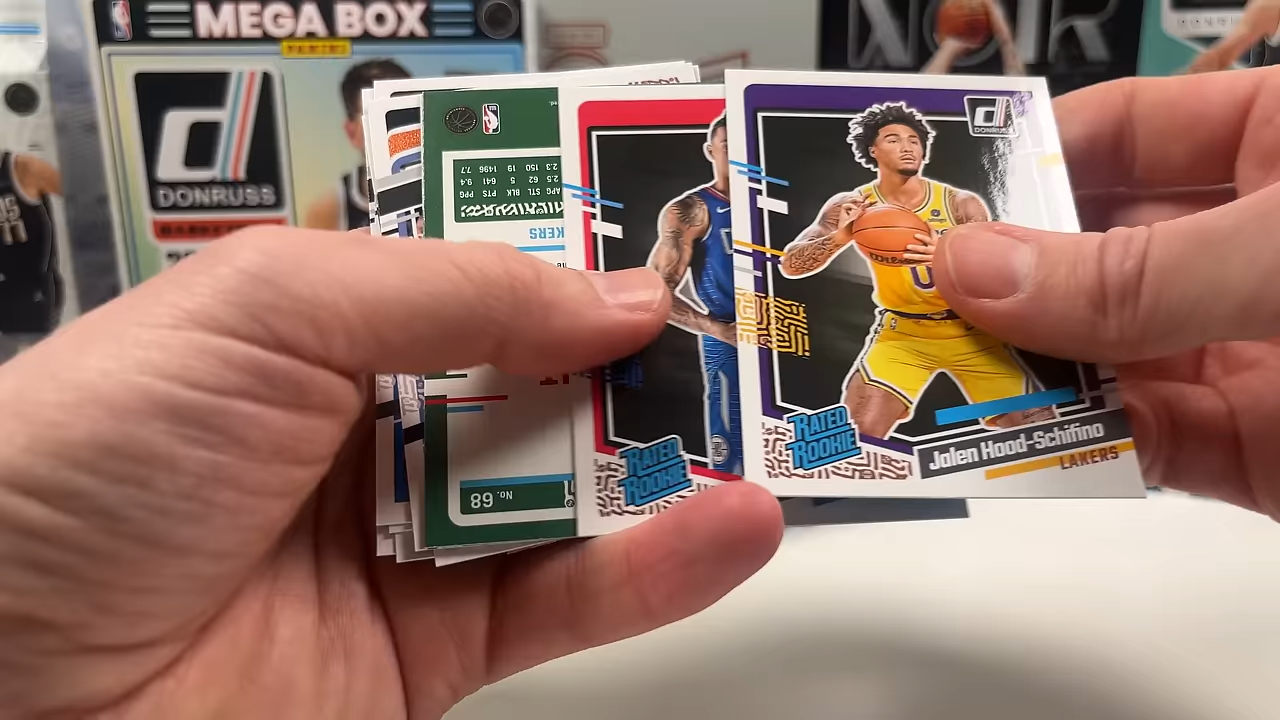 MEGA BOX
PANINI
DONRUSS
DONRUSS
RATED
ROOKIE
Jalen Hood-Schifino
LAKERS
RATED
ROOKIE
No. 68
APG STL BLK PTS PPG
2.3 150 19 1496 7.7
2.5 62 5 641 9.4
KERS
NOIR